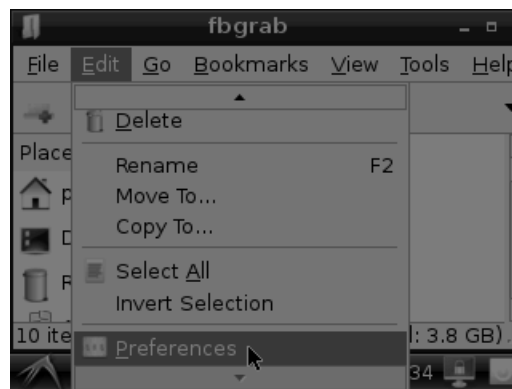 fbgrab
File Edit Go Bookmarks View Tools Help
Delete
Place
Rename F2
Move To...
Copy To...
Select All
Invert Selection
10 ite
: 3.8 GB)
Preferences
34